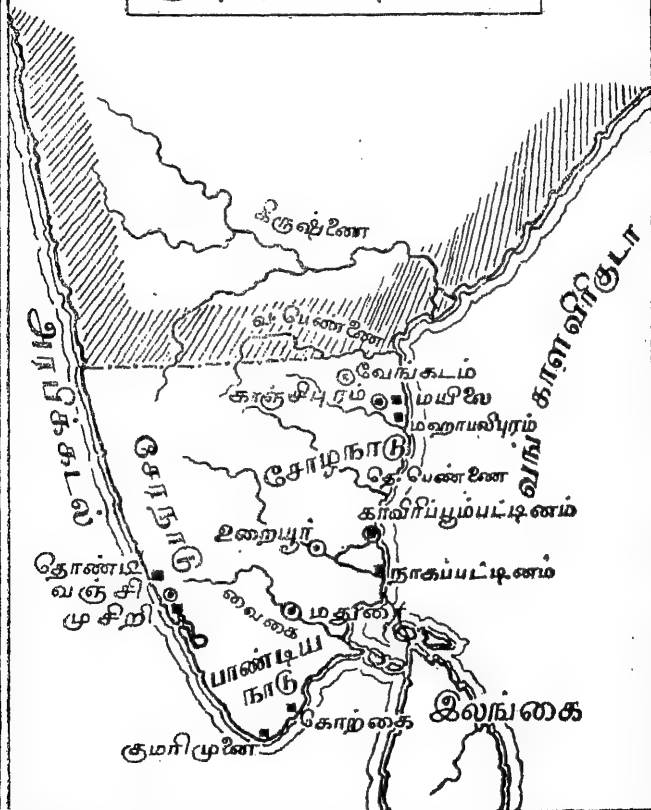 கிருஷ்ணை
வ பெண்ணை
வங்காளவிரிகுடா
அரபிக்கடல்
வேங்கடம்
காஞ்சிபுரம்
மயிலை
மஹாபலிபுரம்
சோழநாடு
தெ. பெண்ணை
சேரநாடு
காவிரிப்பூம்பட்டினம்
உறையூர்
நாகப்பட்டினம்
தொண்டி
வஞ்சி
முசிறி
வைகை
மதுரை
பாண்டிய
நாடு
கொற்கை
இலங்கை
குமரிமுனை